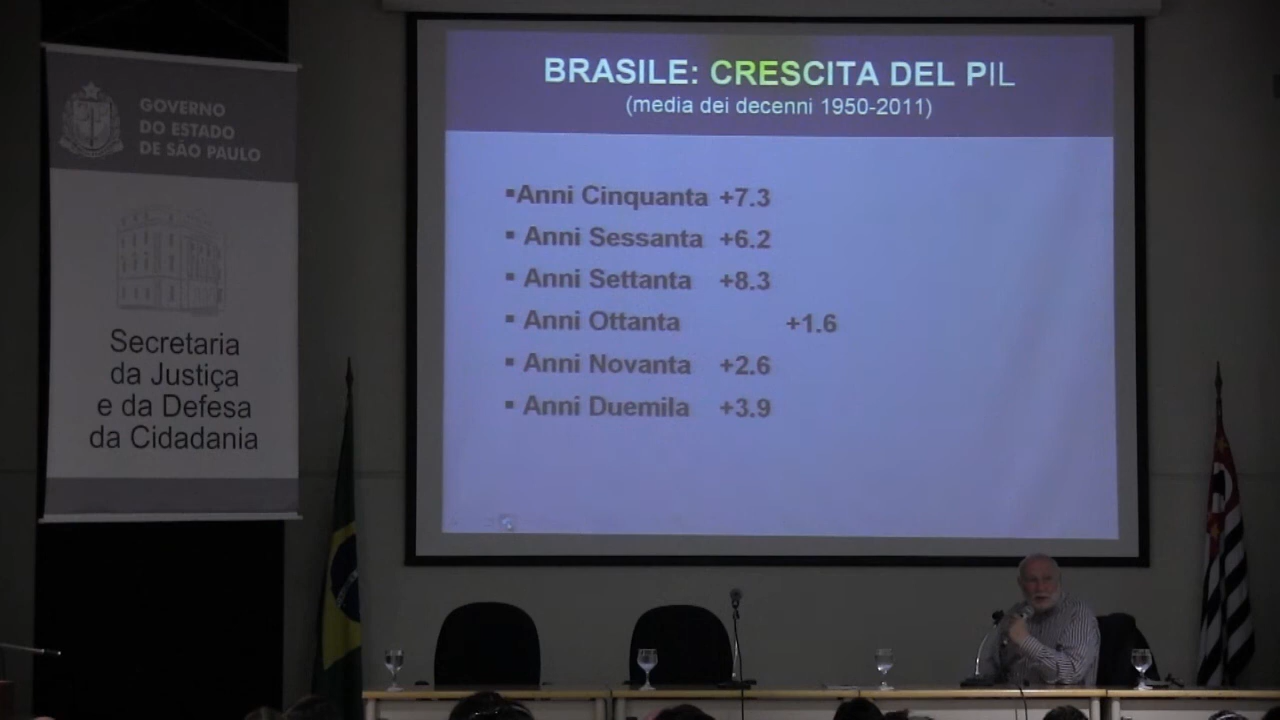 GOVERNO
DO ESTADO
DE SÃO PAULO
Secretaria
da Justiça
e da Defesa
da Cidadania
BRASILE: CRESCITA DEL PIL
(media dei decenni 1950-2011)
▪Anni Cinquanta +7.3
▪ Anni Sessanta +6.2
▪ Anni Settanta +8.3
▪ Anni Ottanta +1.6
▪ Anni Novanta +2.6
▪ Anni Duemila +3.9